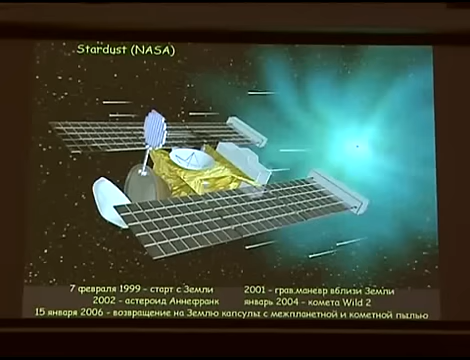 Stardust (NASA)
7 февраля 1999 - старт с Земли
2001 - грав.маневр вблизи Земли
2002 - астероид Аннефранк
январь 2004 - комета Wild 2
15 января 2006 - возвращение на Землю капсулы с межпланетной и кометной пылью